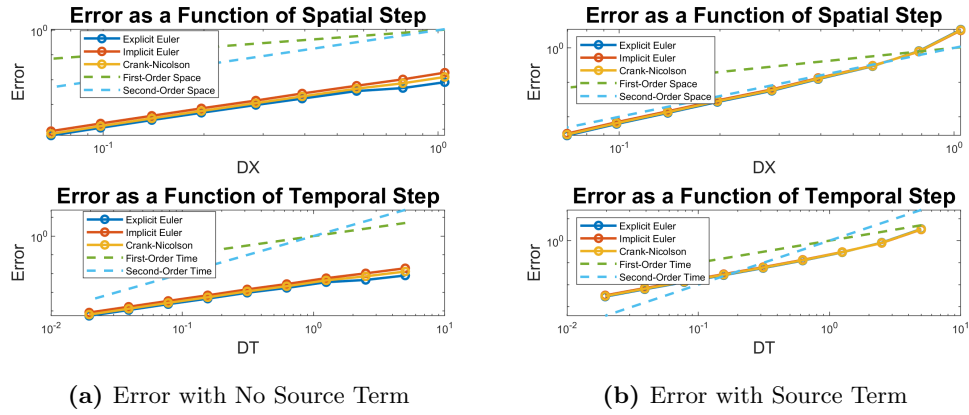 Error as a Function of Spatial Step
10^0
Error
Explicit Euler
Implicit Euler
Crank-Nicolson
First-Order Space
Second-Order Space
10^-1
10^0
DX
Error as a Function of Temporal Step
10^0
Error
Explicit Euler
Implicit Euler
Crank-Nicolson
First-Order Time
Second-Order Time
10^-2
10^-1
10^0
10^1
DT
(a) Error with No Source Term
Error as a Function of Spatial Step
10^0
Error
Explicit Euler
Implicit Euler
Crank-Nicolson
First-Order Space
Second-Order Space
10^-1
10^0
DX
Error as a Function of Temporal Step
10^0
Error
Explicit Euler
Implicit Euler
Crank-Nicolson
First-Order Time
Second-Order Time
10^-2
10^-1
10^0
10^1
DT
(b) Error with Source Term